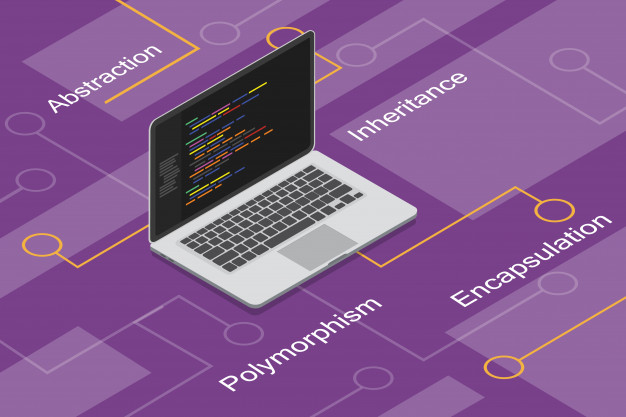 Abstraction
Inheritance
Encapsulation
Polymorphism